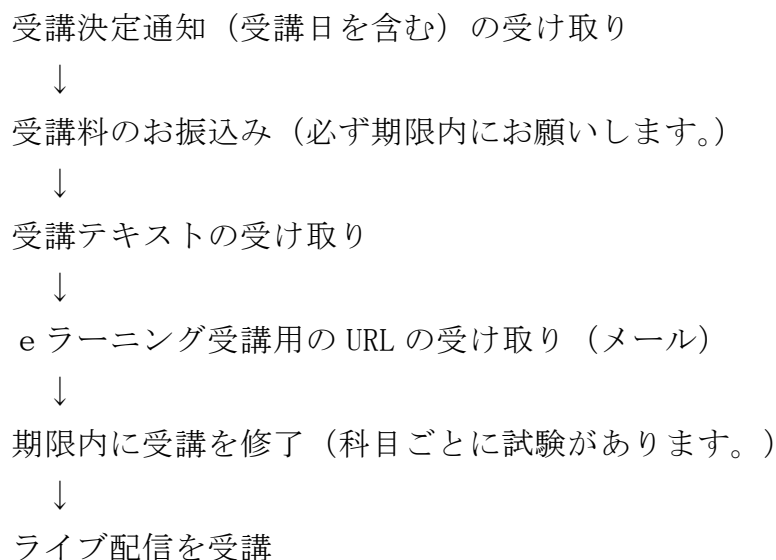 受講決定通知（受講日を含む）の受け取り
↓
受講料のお振込み（必ず期限内にお願いします。）
↓
受講テキストの受け取り
↓
ｅラーニング受講用の URL の受け取り（メール）
↓
期限内に受講を修了（科目ごとに試験があります。）
↓
ライブ配信を受講